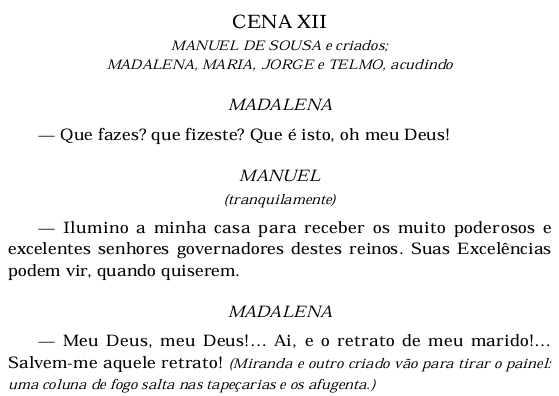 CENA XII
MANUEL DE SOUSA e criados;
MADALENA, MARIA, JORGE e TELMO, acudindo
MADALENA
— Que fazes? que fizeste? Que é isto, oh meu Deus!
MANUEL
(tranquilamente)
— Ilumino a minha casa para receber os muito poderosos e
excelentes senhores governadores destes reinos. Suas Excelências
podem vir, quando quiserem.
MADALENA
— Meu Deus, meu Deus!... Ai, e o retrato de meu marido!...
Salvem-me aquele retrato! (Miranda e outro criado vão para tirar o painel:
uma coluna de fogo salta nas tapeçarias e os afugenta.)